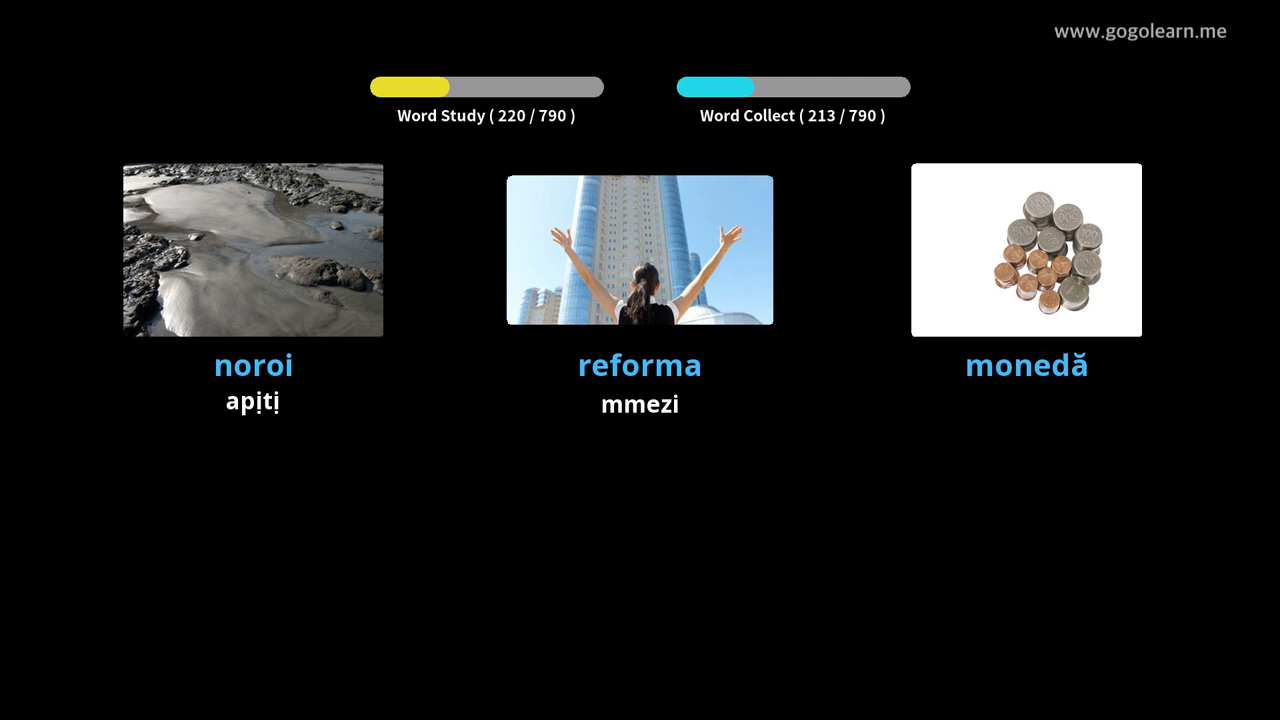 www.gogolearn.me
Word Study ( 220 / 790 )
Word Collect ( 213 / 790 )
noroi
reforma
monedă
apịtị
mmezi